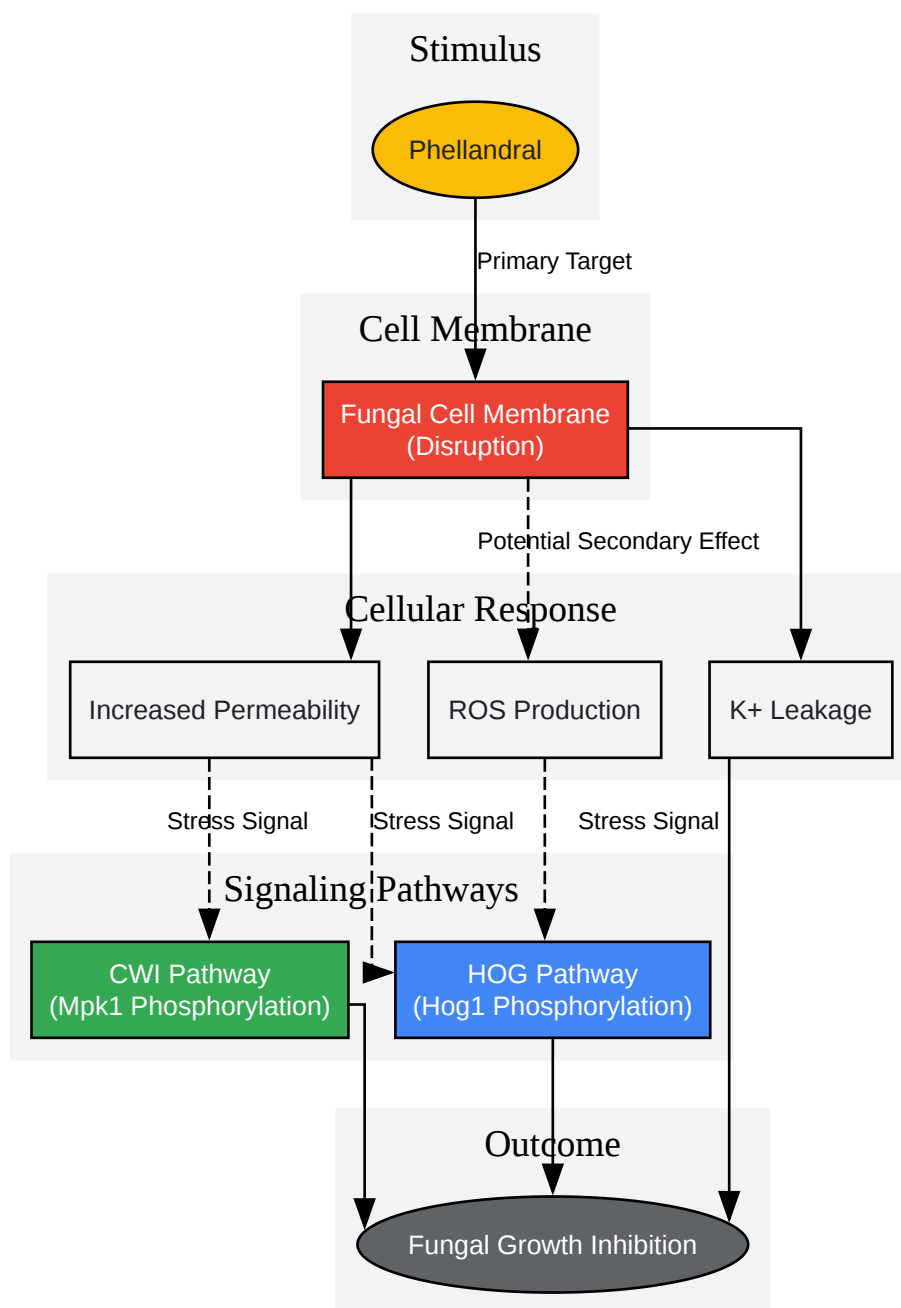 Stimulus
Phellandral
Primary Target
Cell Membrane
Fungal Cell Membrane
(Disruption)
Potential Secondary Effect
Cellular Response
Increased Permeability
ROS Production
K+ Leakage
Stress Signal
Stress Signal
Stress Signal
Signaling Pathways
CWI Pathway
(Mpk1 Phosphorylation)
HOG Pathway
(Hog1 Phosphorylation)
Outcome
Fungal Growth Inhibition